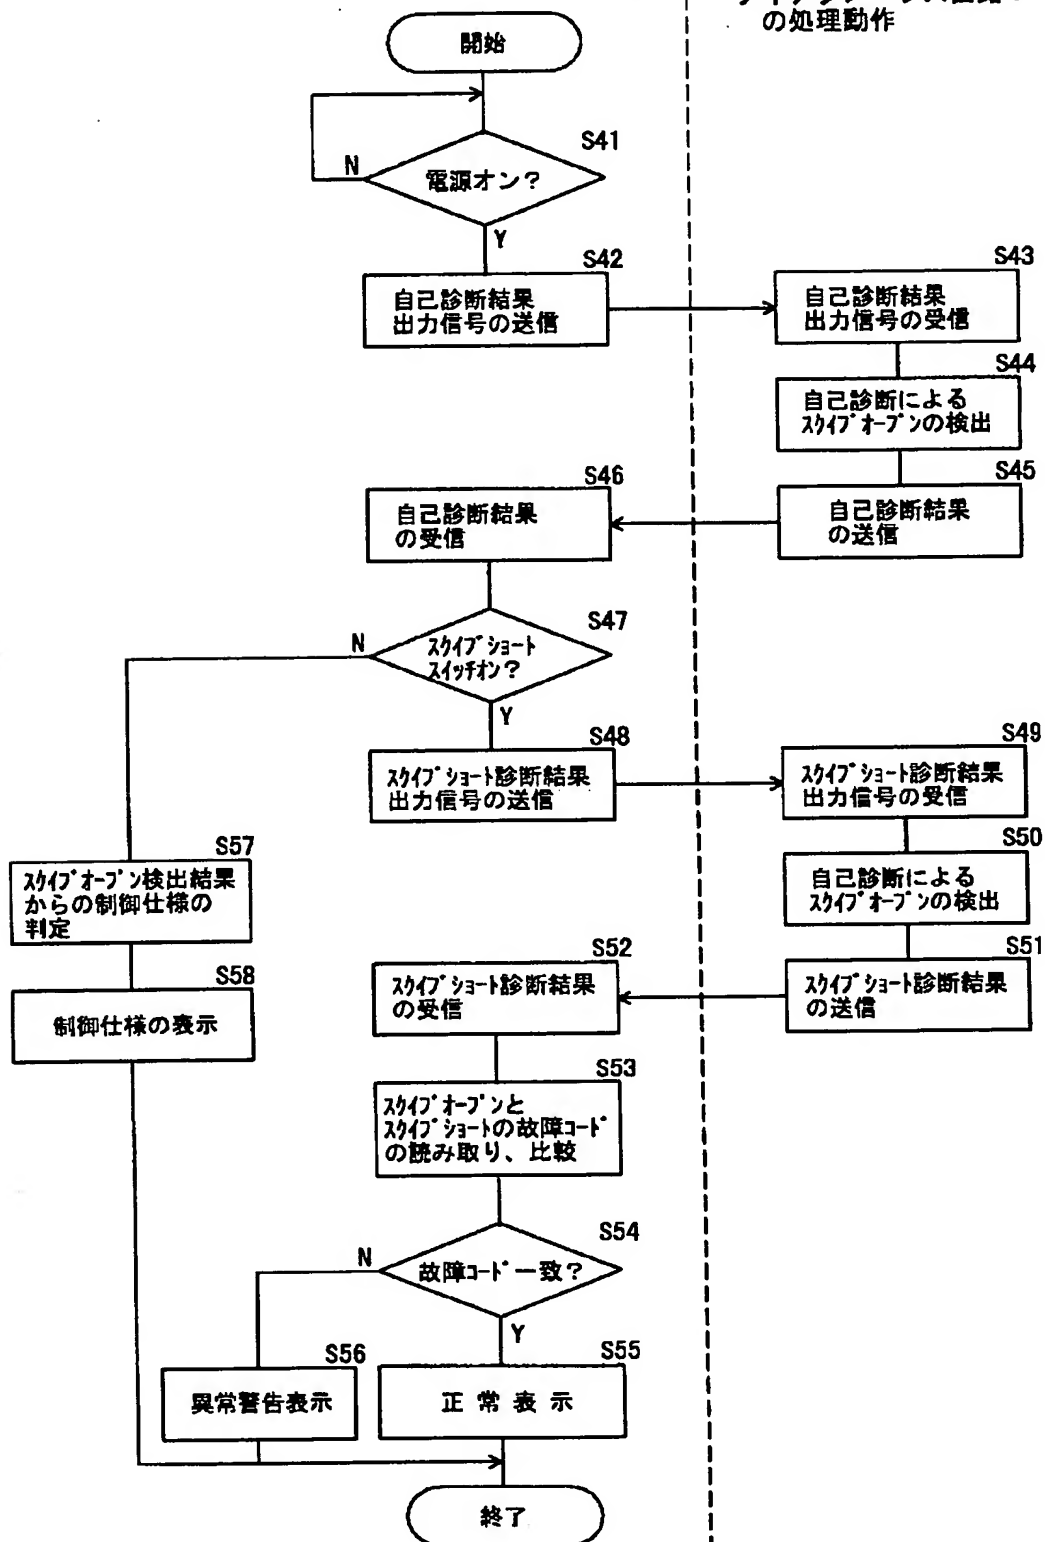 の処理動作
開始
S41
電源オン?
N
Y
S42
自己診断結果
出力信号の送信
S43
自己診断結果
出力信号の受信
S44
自己診断による
スクイブオープンの検出
S45
自己診断結果
の送信
S46
自己診断結果
の受信
S47
スクイブショート
スイッチオン?
N
Y
S48
スクイブショート診断結果
出力信号の送信
S49
スクイブショート診断結果
出力信号の受信
S50
自己診断による
スクイブオープンの検出
S51
スクイブショート診断結果
の送信
S57
スクイブオープン検出結果
からの制御仕様の
判定
S58
制御仕様の表示
S52
スクイブショート診断結果
の受信
S53
スクイブオープンと
スクイブショートの故障コード
の読み取り、比較
S54
故障コード一致?
N
Y
S56
異常警告表示
S55
正常表示
終了